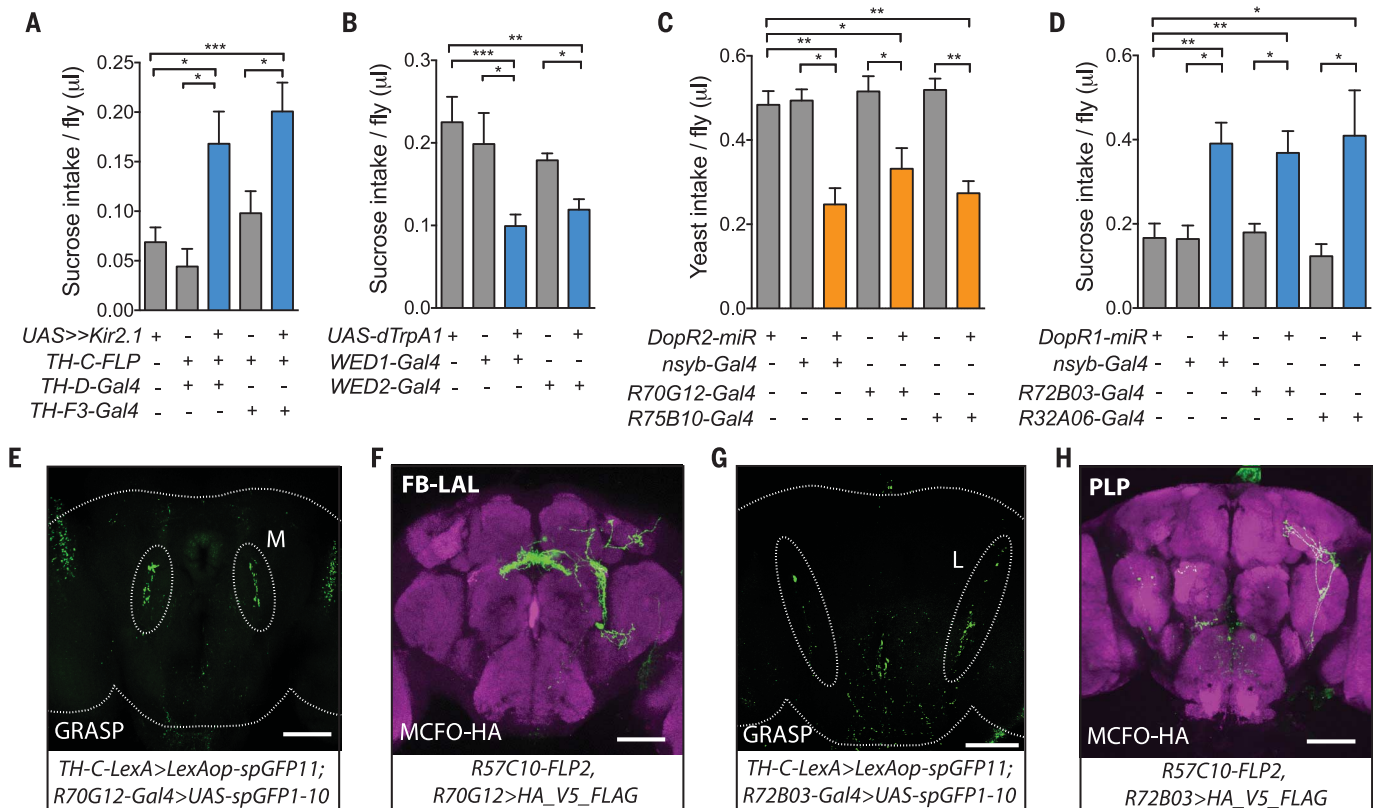 A
Sucrose intake / fly (µl)
0.25
0.20
0.15
0.10
0.05
0.00
***
*
*
*
UAS>>Kir2.1 + - + - +
TH-C-FLP - + + + +
TH-D-Gal4 - + + - -
TH-F3-Gal4 - - - + +
B
Sucrose intake / fly (µl)
0.3
0.2
0.1
0.0
**
***
*
*
UAS-dTrpA1 + - + - +
WED1-Gal4 - + + - -
WED2-Gal4 - - - + +
C
Yeast intake / fly (µl)
0.6
0.4
0.2
0.0
**
*
**
*
*
**
DopR2-miR + - + - + - +
nsyb-Gal4 - + + - - - -
R70G12-Gal4 - - - + + - -
R75B10-Gal4 - - - - - + +
D
Sucrose intake / fly (µl)
0.6
0.4
0.2
0.0
*
**
**
*
*
*
DopR1-miR + - + - + - +
nsyb-Gal4 - + + - - - -
R72B03-Gal4 - - - + + - -
R32A06-Gal4 - - - - - + +
E
M
GRASP
TH-C-LexA>LexAop-spGFP11;
R70G12-Gal4>UAS-spGFP1-10
F
FB-LAL
MCFO-HA
R57C10-FLP2,
R70G12>HA_V5_FLAG
G
L
GRASP
TH-C-LexA>LexAop-spGFP11;
R72B03-Gal4>UAS-spGFP1-10
H
PLP
MCFO-HA
R57C10-FLP2,
R72B03>HA_V5_FLAG